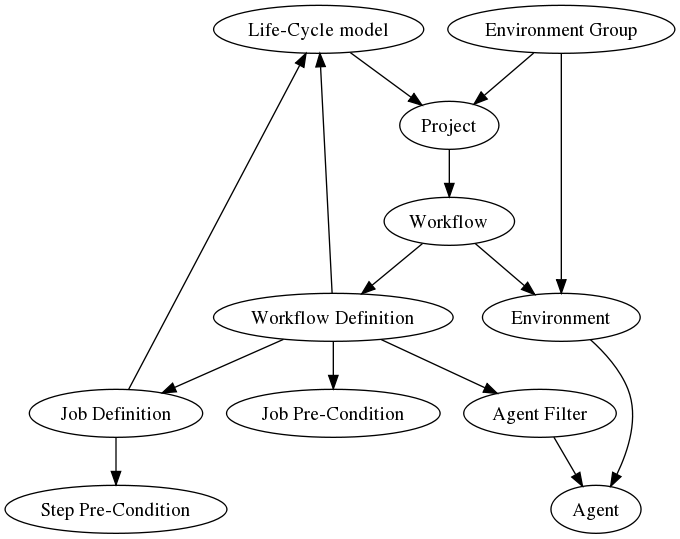 Life-Cycle model
Environment Group
Project
Workflow
Workflow Definition
Environment
Job Definition
Job Pre-Condition
Agent Filter
Step Pre-Condition
Agent